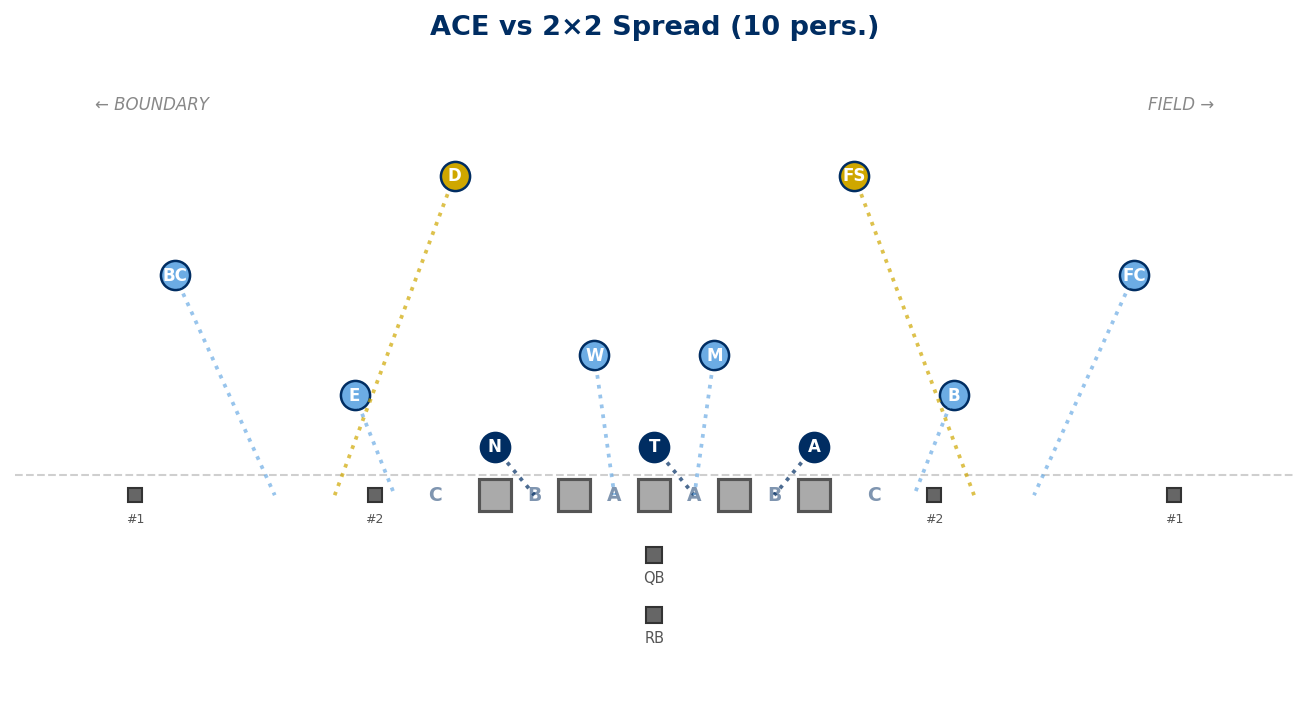 ACE vs 2×2 Spread (10 pers.)
← BOUNDARY
FIELD →
D
FS
BC
FC
W
M
E
B
N
T
A
C
B
A
A
B
C
#1
#2
#2
#1
QB
RB